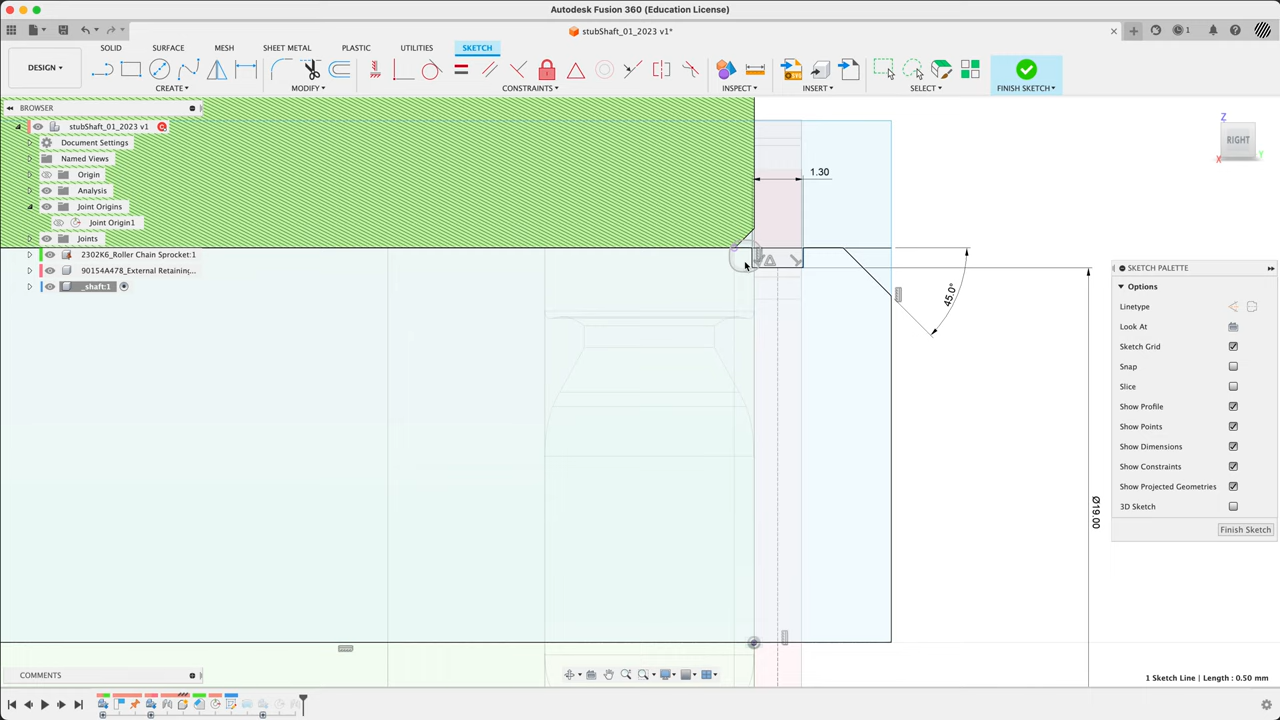 Autodesk Fusion 360 (Education License)
stubShaft_01_2023 v1*
1
DESIGN
SOLID
SURFACE
MESH
SHEET METAL
PLASTIC
UTILITIES
SKETCH
CREATE
MODIFY
CONSTRAINTS
INSPECT
INSERT
SELECT
FINISH SKETCH
BROWSER
stubShaft_01_2023 v1
Document Settings
Named Views
Origin
Analysis
Joint Origins
Joint Origin1
Joints
2302K6_Roller Chain Sprocket:1
90154A478_External Retaining...
_shaft:1
1.30
45.0°
Ø19.00
Z
RIGHT
X
Y
SKETCH PALETTE
Options
Linetype
Look At
Sketch Grid
Snap
Slice
Show Profile
Show Points
Show Dimensions
Show Constraints
Show Projected Geometries
3D Sketch
Finish Sketch
COMMENTS
1 Sketch Line | Length : 0.50 mm